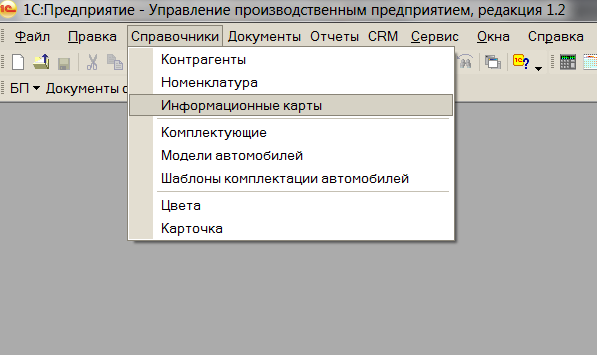 1С:Предприятие - Управление производственным предприятием, редакция 1.2
Файл Правка Справочники Документы Отчеты CRM Сервис Окна Справка
БП Документы
Контрагенты
Номенклатура
Информационные карты
Комплектующие
Модели автомобилей
Шаблоны комплектации автомобилей
Цвета
Карточка